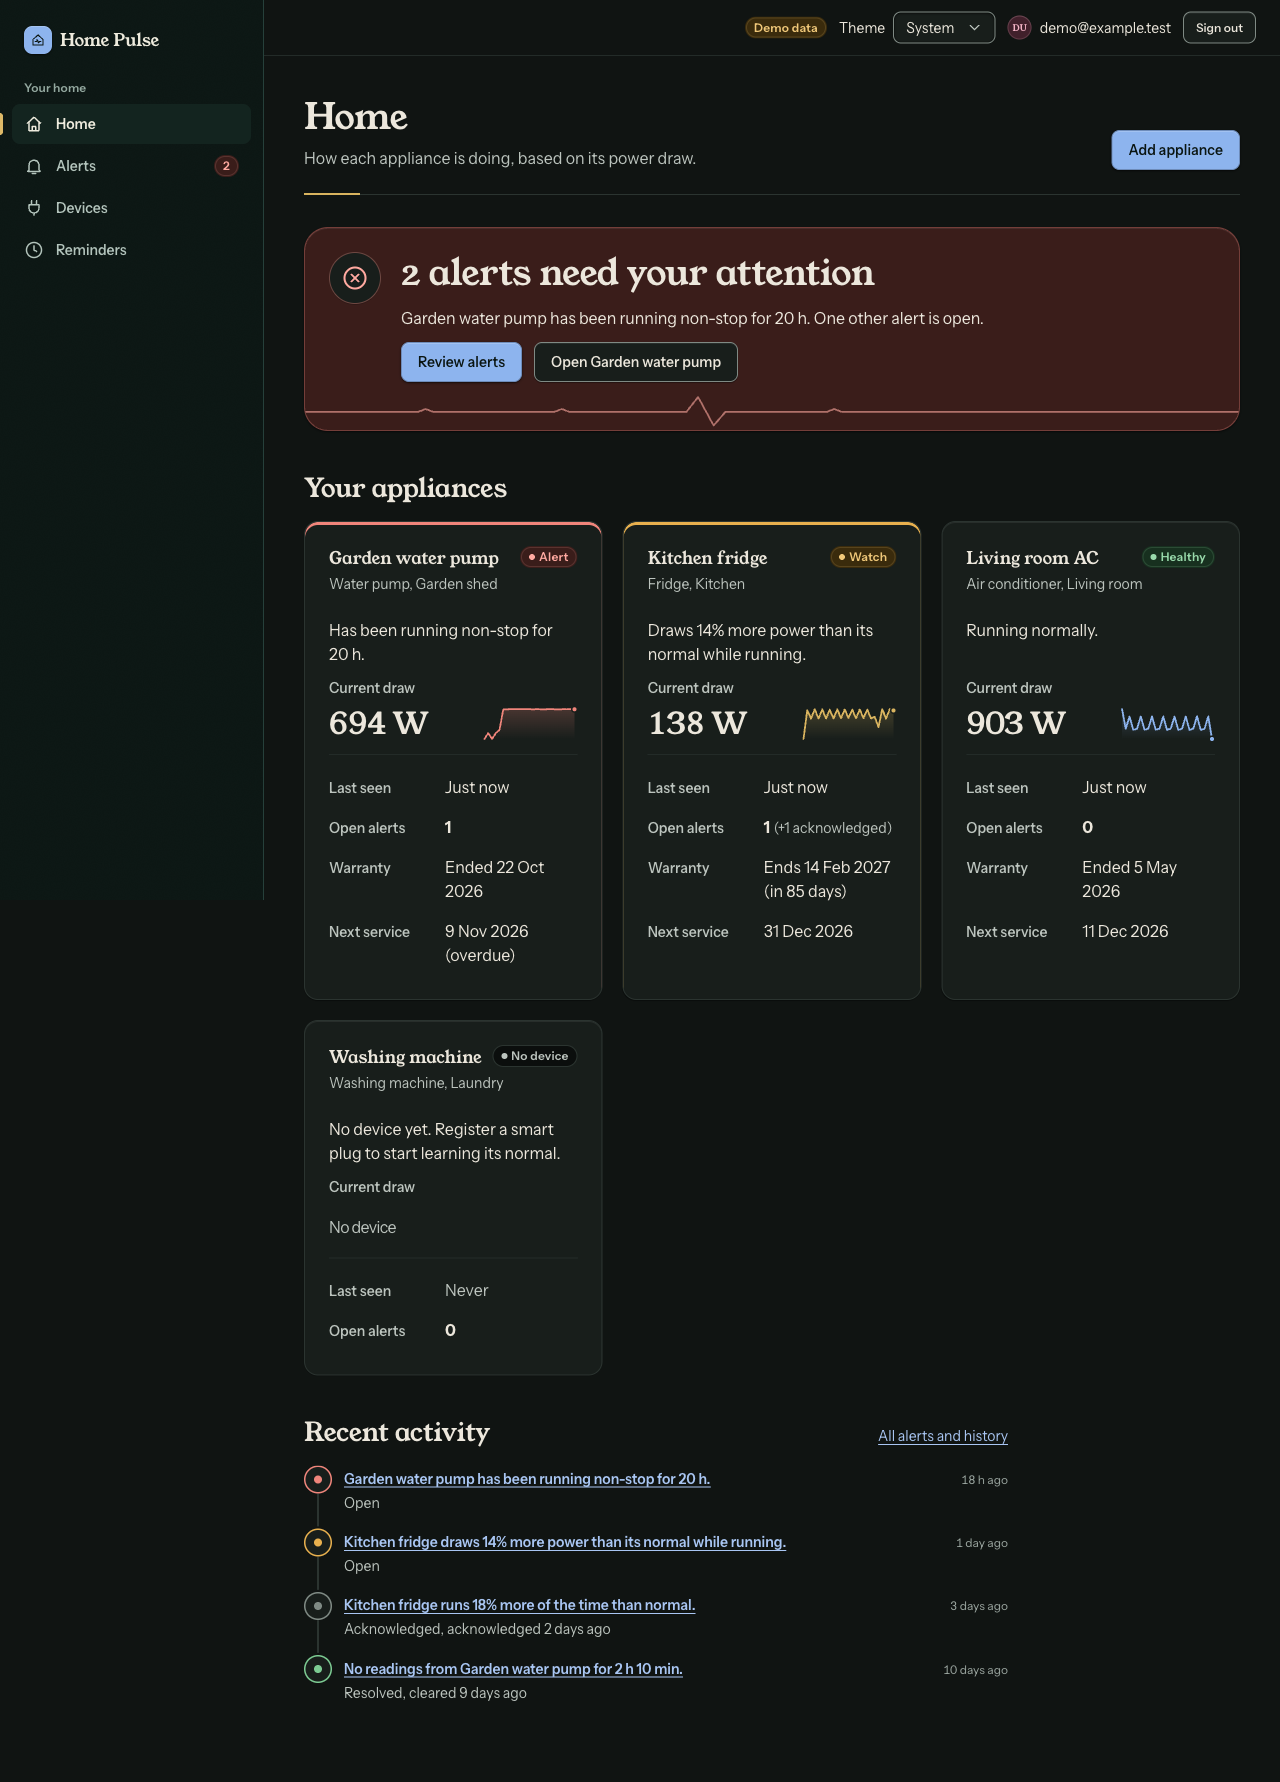 Home Pulse
Demo data
Theme
System
DU
demo@example.test
Sign out
Your home
Home
Alerts
2
Devices
Reminders
Home
How each appliance is doing, based on its power draw.
Add appliance
2 alerts need your attention
Garden water pump has been running non-stop for 20 h. One other alert is open.
Review alerts
Open Garden water pump
Your appliances
Garden water pump
Alert
Water pump, Garden shed
Has been running non-stop for
20 h.
Current draw
694 W
Last seen
Just now
Open alerts
1
Warranty
Ended 22 Oct
2026
Next service
9 Nov 2026
(overdue)
Kitchen fridge
Watch
Fridge, Kitchen
Draws 14% more power than its
normal while running.
Current draw
138 W
Last seen
Just now
Open alerts
1 (+1 acknowledged)
Warranty
Ends 14 Feb 2027
(in 85 days)
Next service
31 Dec 2026
Living room AC
Healthy
Air conditioner, Living room
Running normally.
Current draw
903 W
Last seen
Just now
Open alerts
0
Warranty
Ended 5 May
2026
Next service
11 Dec 2026
Washing machine
No device
Washing machine, Laundry
No device yet. Register a smart
plug to start learning its normal.
Current draw
No device
Last seen
Never
Open alerts
0
Recent activity
All alerts and history
Garden water pump has been running non-stop for 20 h.
18 h ago
Open
Kitchen fridge draws 14% more power than its normal while running.
1 day ago
Open
Kitchen fridge runs 18% more of the time than normal.
3 days ago
Acknowledged, acknowledged 2 days ago
No readings from Garden water pump for 2 h 10 min.
10 days ago
Resolved, cleared 9 days ago